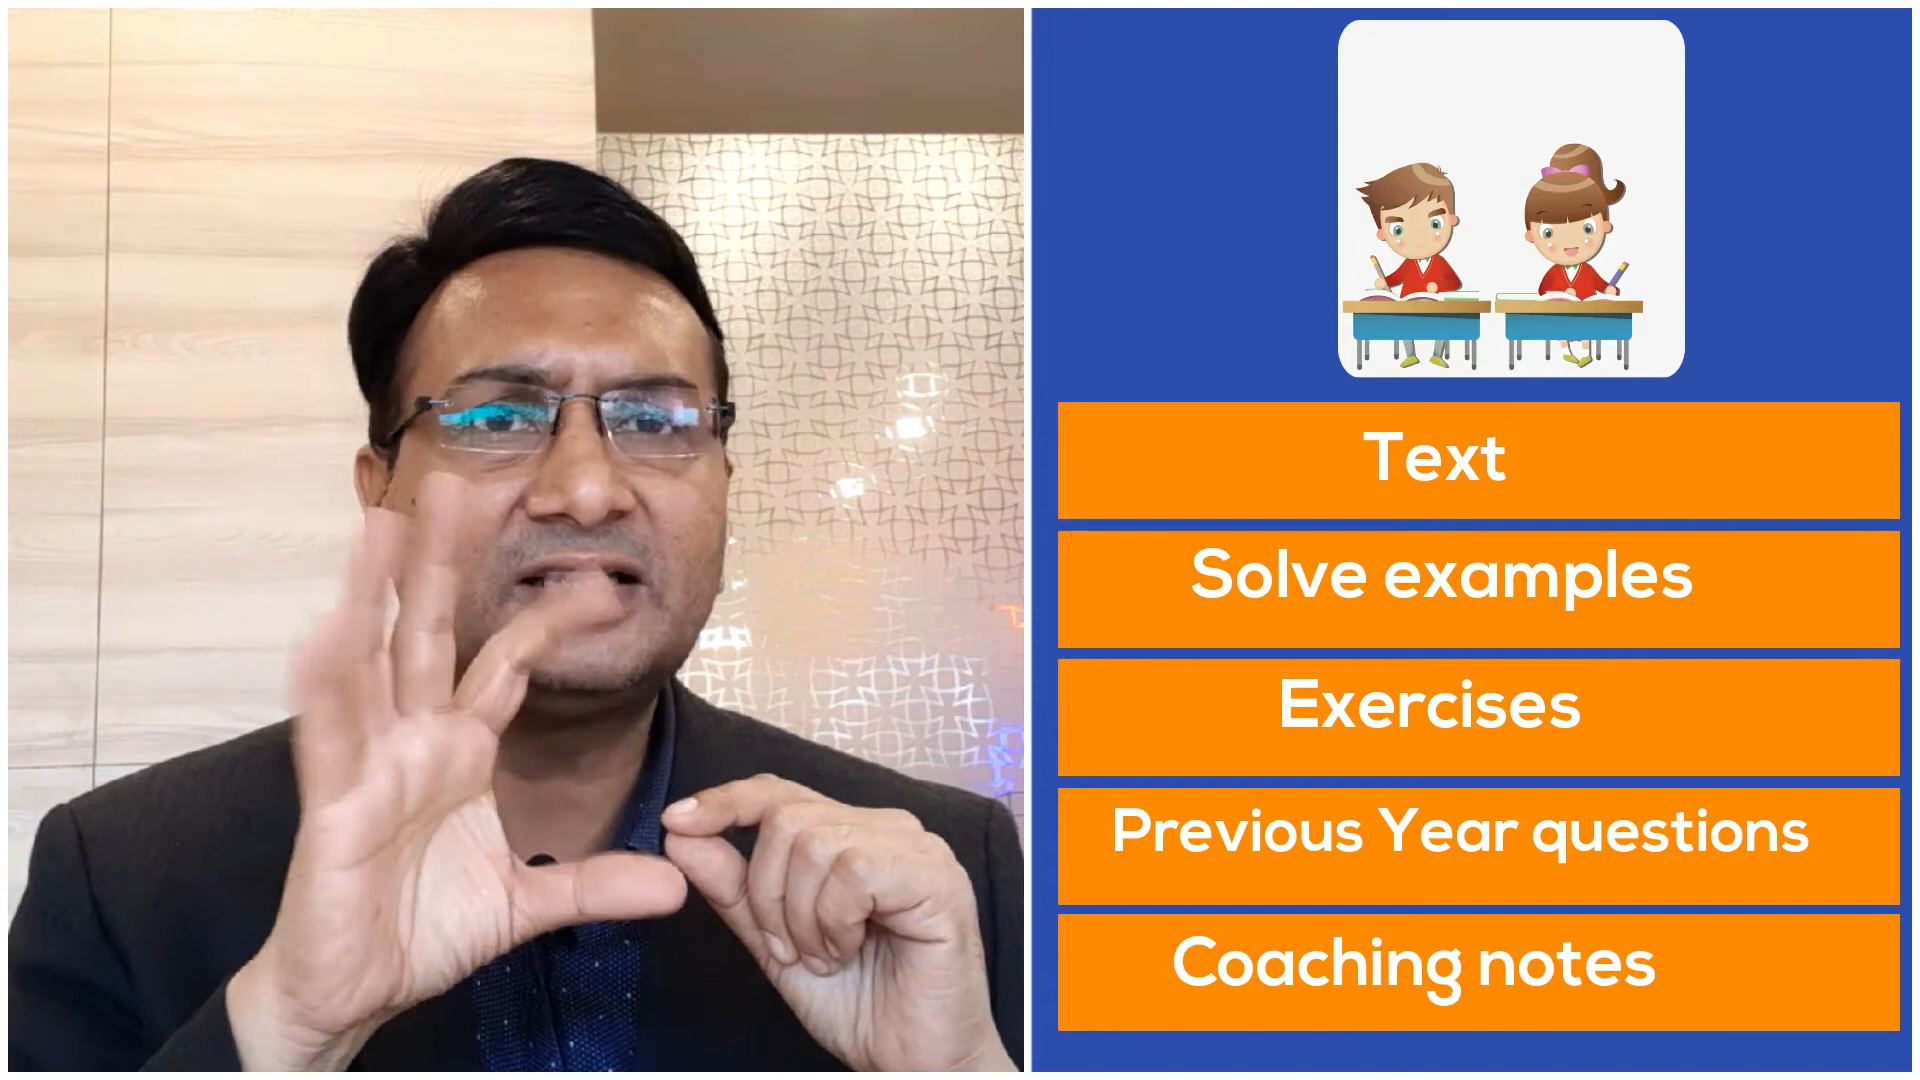 Text
Solve examples
Exercises
Previous Year questions
Coaching notes